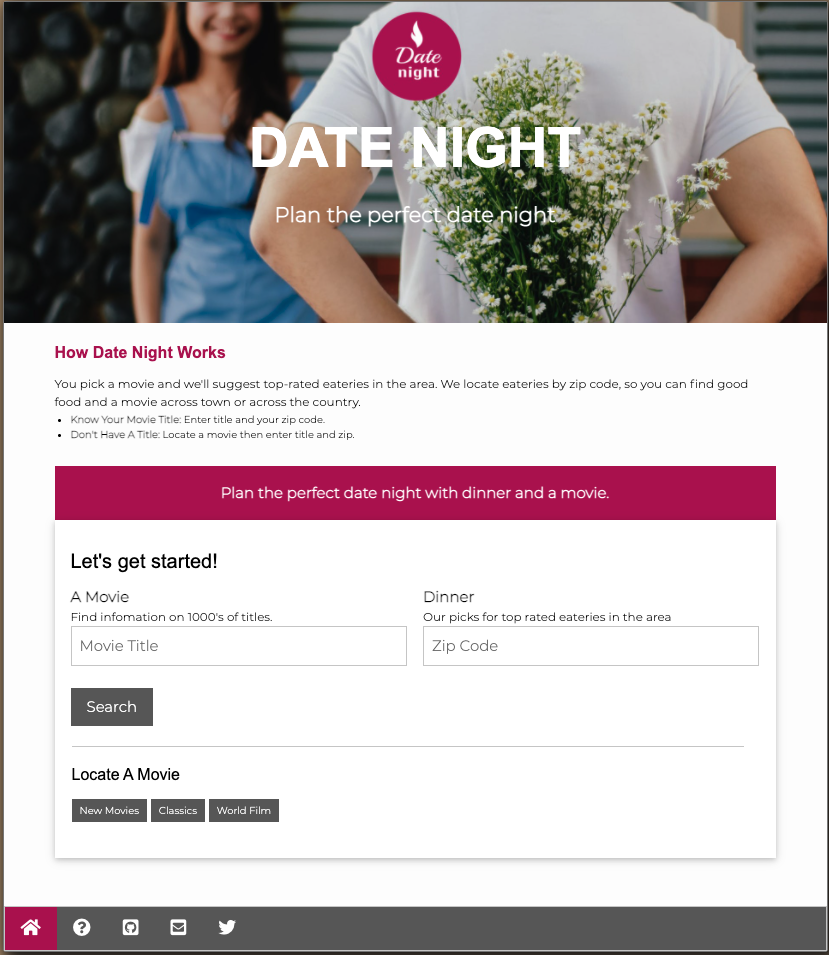 Date
night
DATE NIGHT
Plan the perfect date night
How Date Night Works
You pick a movie and we'll suggest top-rated eateries in the area. We locate eateries by zip code, so you can find good
food and a movie across town or across the country.
Know Your Movie Title: Enter title and your zip code.
Don't Have A Title: Locate a movie then enter title and zip.
Plan the perfect date night with dinner and a movie.
Let's get started!
A Movie
Find infomation on 1000's of titles.
Movie Title
Dinner
Our picks for top rated eateries in the area
Zip Code
Search
Locate A Movie
New Movies Classics World Film